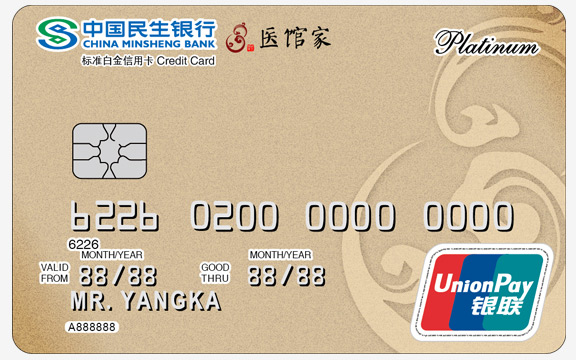 中国民生银行 医馆家 Platinum
CHINA MINSHENG BANK
标准白金信用卡 Credit Card
6226 0200 0000 0000
6226
MONTH/YEAR MONTH/YEAR
VALID FROM 88/88 GOOD THRU 88/88
MR. YANGKA
A888888
UnionPay
银联